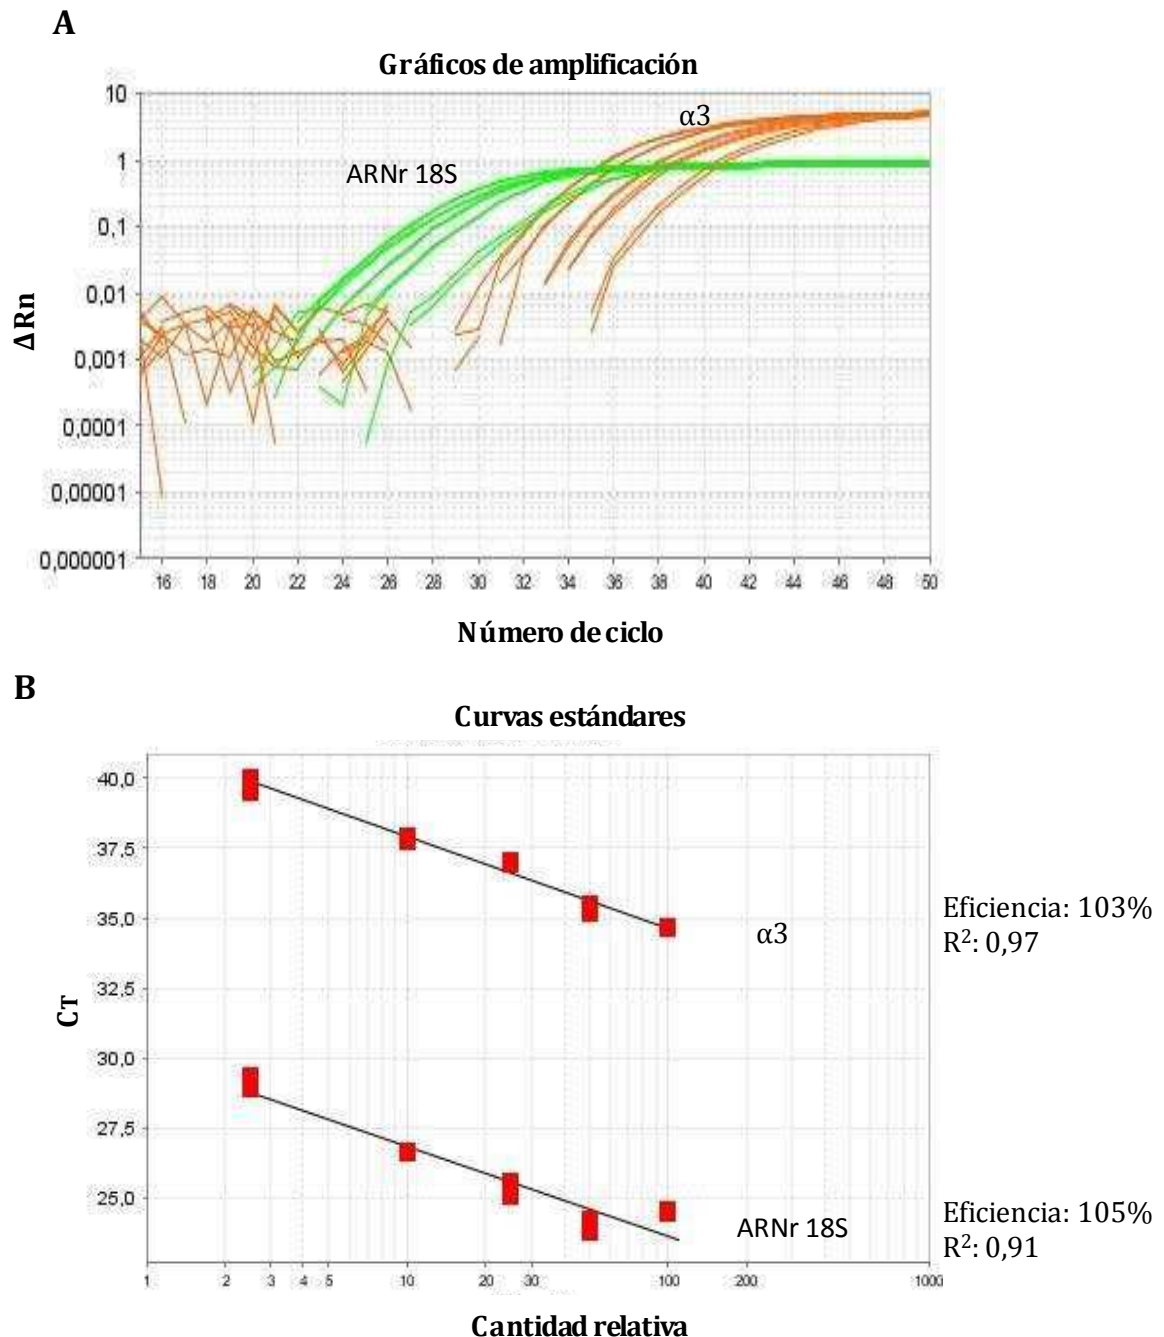 A
Gráficos de amplificación
10
1
0,1
0,01
0,001
0,0001
0,00001
0,000001
α3
ARNr 18S
ΔRn
16 18 20 22 24 26 28 30 32 34 36 38 40 42 44 46 48 50
Número de ciclo
B
Curvas estándares
40,0
37,5
35,0
32,5
30,0
27,5
25,0
CT
α3
Eficiencia: 103%
R²: 0,97
ARNr 18S
Eficiencia: 105%
R²: 0,91
1 2 3 4 5 10 20 30 100 200 1000
Cantidad relativa